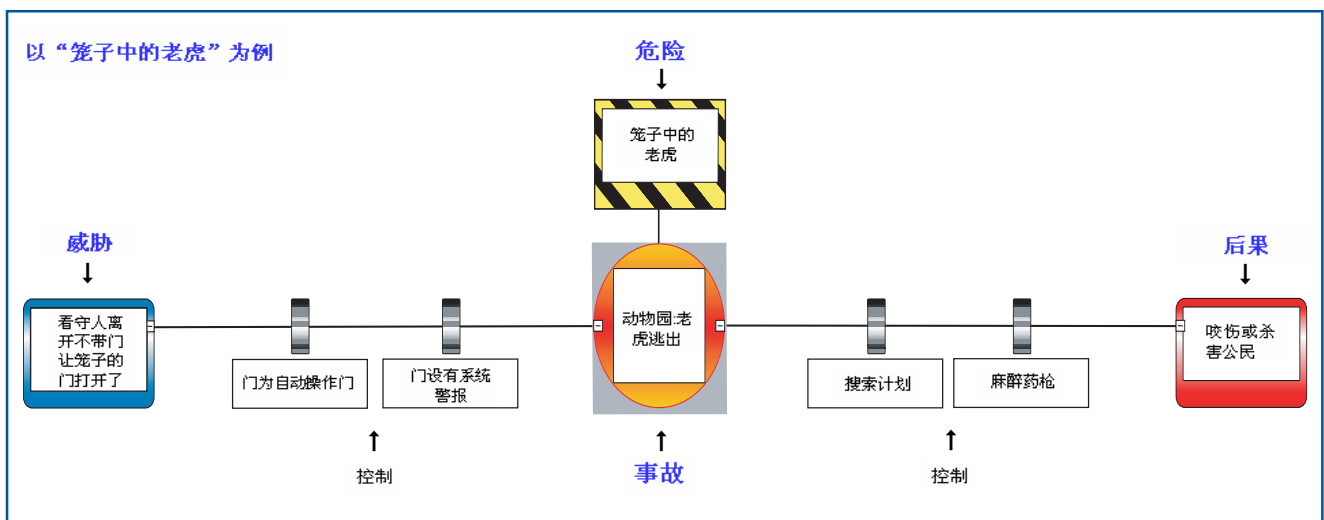 以“笼子中的老虎”为例
危险
笼子中的
老虎
威胁
后果
看守人离
开不带门
让笼子的
门打开了
门为自动操作门
门设有系统
警报
动物园:老
虎逃出
搜索计划
麻醉药枪
咬伤或杀
害公民
控制
事故
控制